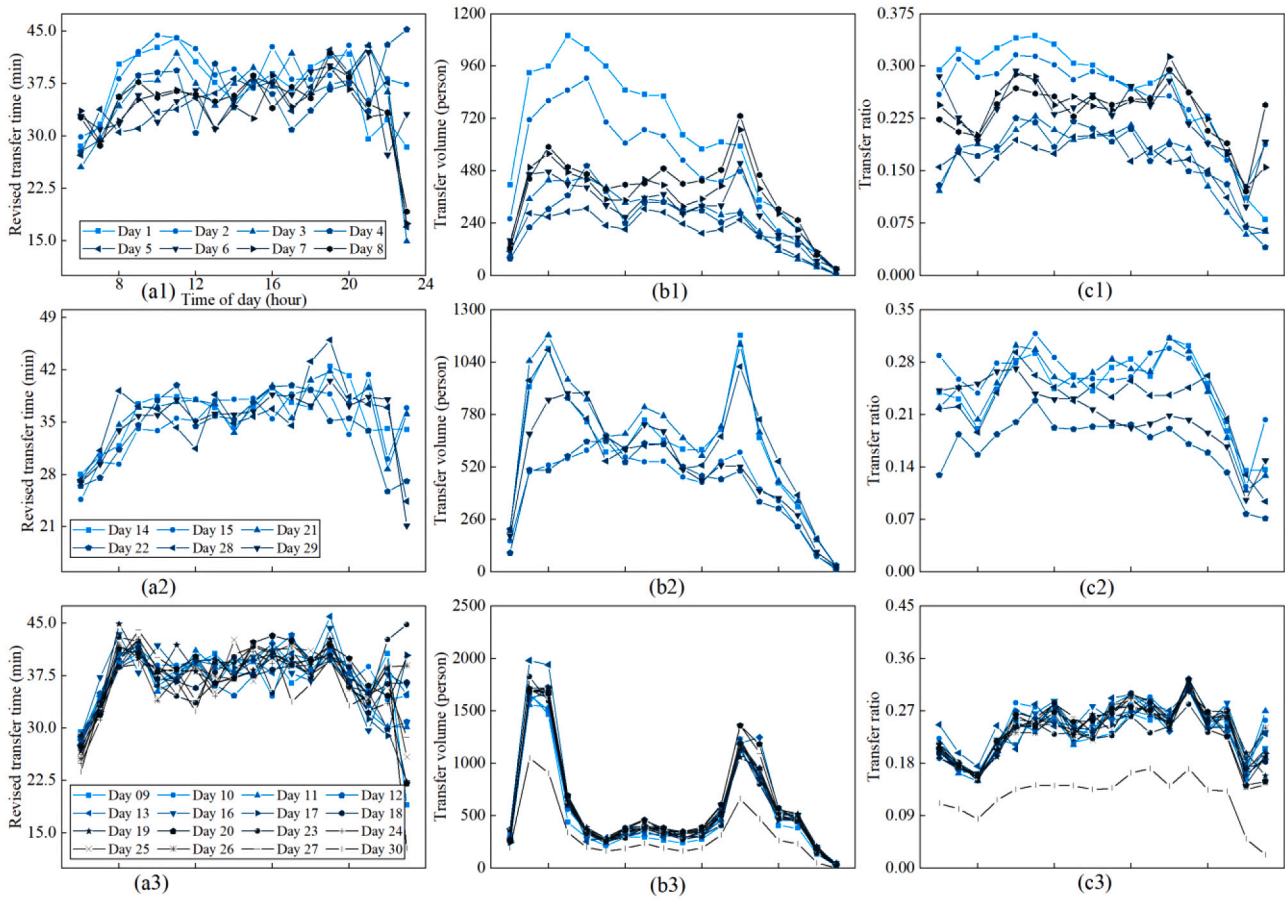 Revised transfer time (min)
45.0
37.5
30.0
22.5
15.0
Day 1 Day 2 Day 3 Day 4
Day 5 Day 6 Day 7 Day 8
8 12 16 20 24
Time of day (hour)
(a1)
Transfer volume (person)
1200
960
720
480
240
0
(b1)
Transfer ratio
0.375
0.300
0.225
0.150
0.075
0.000
(c1)
Revised transfer time (min)
49
42
35
28
21
Day 14 Day 15 Day 21
Day 22 Day 28 Day 29
(a2)
Transfer volume (person)
1300
1040
780
520
260
0
(b2)
Transfer ratio
0.35
0.28
0.21
0.14
0.07
0.00
(c2)
Revised transfer time (min)
45.0
37.5
30.0
22.5
15.0
Day 09 Day 10 Day 11 Day 12
Day 13 Day 16 Day 17 Day 18
Day 19 Day 20 Day 23 Day 24
Day 25 Day 26 Day 27 Day 30
(a3)
Transfer volume (person)
2500
2000
1500
1000
500
0
(b3)
Transfer ratio
0.45
0.36
0.27
0.18
0.09
0.00
(c3)